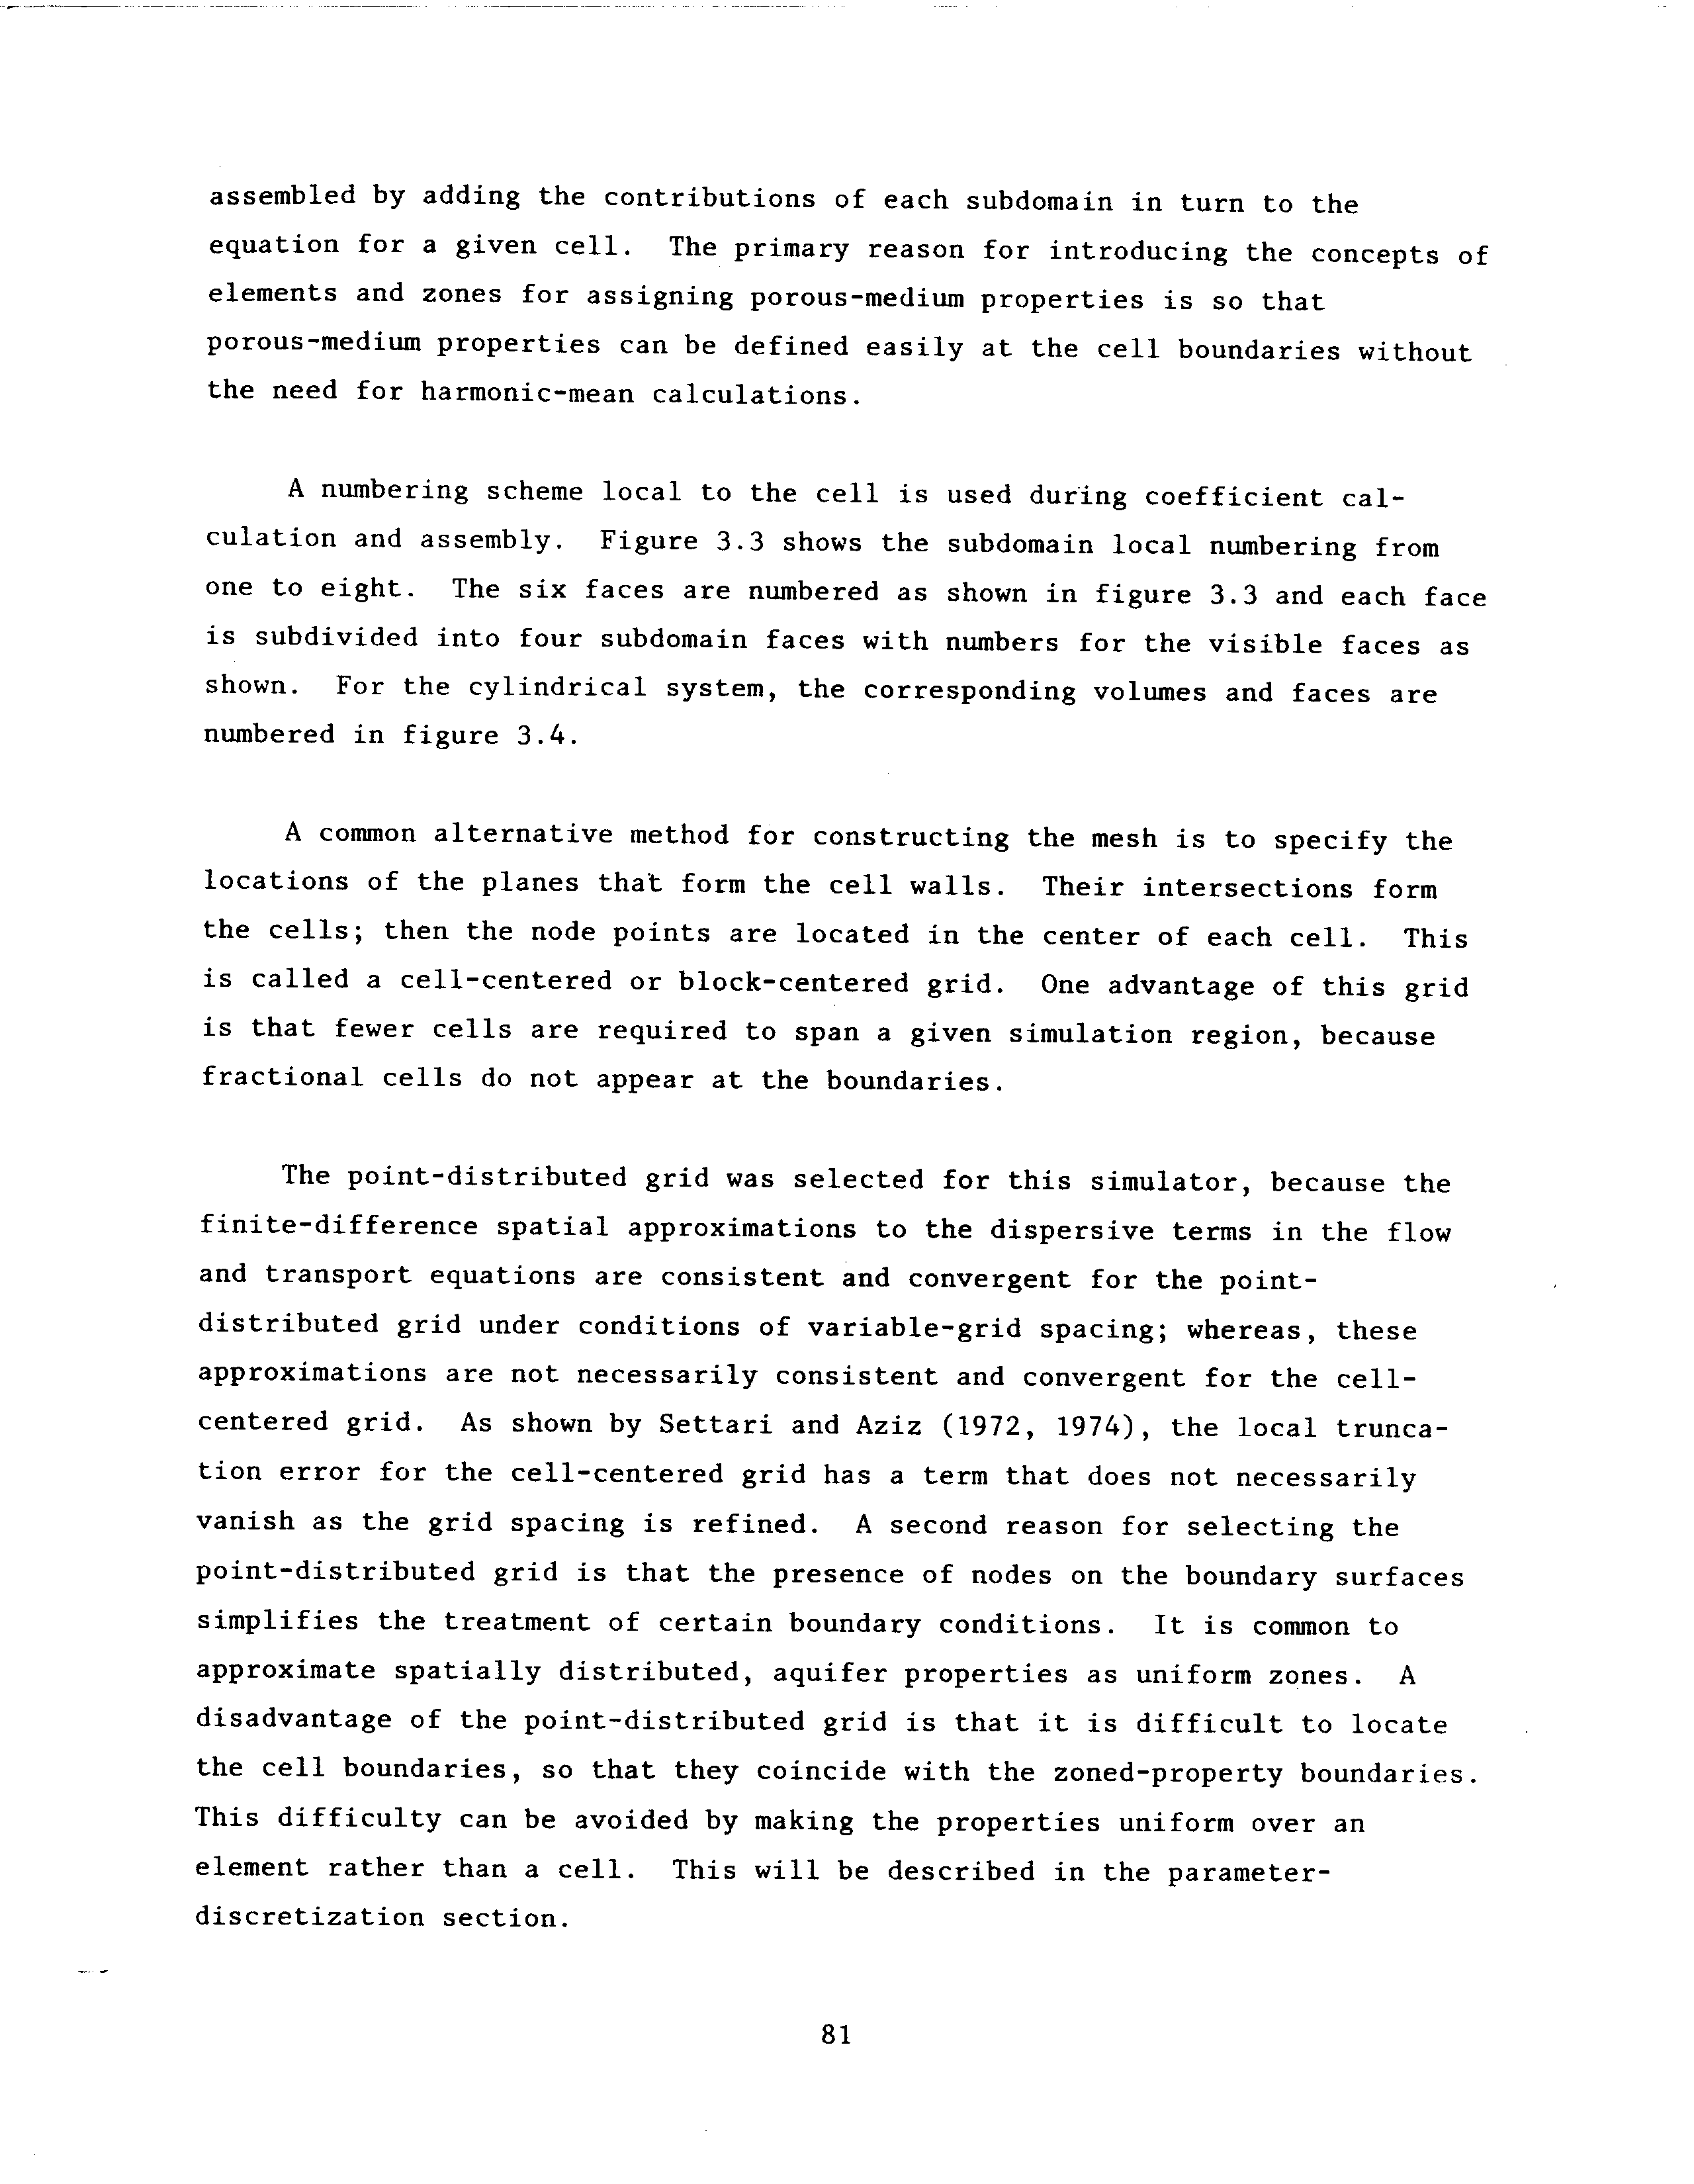 assembled by adding the contributions of each subdomain in turn to the
equation for a given cell.  The primary reason for introducing the concepts of
elements and zones for assigning porous-medium properties is so that
porous-medium properties can be defined easily at the cell boundaries without
the need for harmonic-mean calculations.
A numbering scheme local to the cell is used during coefficient cal-
culation and assembly.  Figure 3.3 shows the subdomain local numbering from
one to eight.  The six faces are numbered as shown in figure 3.3 and each face
is subdivided into four subdomain faces with numbers for the visible faces as
shown.  For the cylindrical system, the corresponding volumes and faces are
numbered in figure 3.4.
A common alternative method for constructing the mesh is to specify the
locations of the planes that form the cell walls.  Their intersections form
the cells; then the node points are located in the center of each cell.  This
is called a cell-centered or block-centered grid.  One advantage of this grid
is that fewer cells are required to span a given simulation region, because
fractional cells do not appear at the boundaries.
The point-distributed grid was selected for this simulator, because the
finite-difference spatial approximations to the dispersive terms in the flow
and transport equations are consistent and convergent for the point-
distributed grid under conditions of variable-grid spacing; whereas, these
approximations are not necessarily consistent and convergent for the cell-
centered grid.  As shown by Settari and Aziz (1972, 1974), the local trunca-
tion error for the cell-centered grid has a term that does not necessarily
vanish as the grid spacing is refined.  A second reason for selecting the
point-distributed grid is that the presence of nodes on the boundary surfaces
simplifies the treatment of certain boundary conditions.  It is common to
approximate spatially distributed, aquifer properties as uniform zones.  A
disadvantage of the point-distributed grid is that it is difficult to locate
the cell boundaries, so that they coincide with the zoned-property boundaries.
This difficulty can be avoided by making the properties uniform over an
element rather than a cell.  This will be described in the parameter-
discretization section.
81